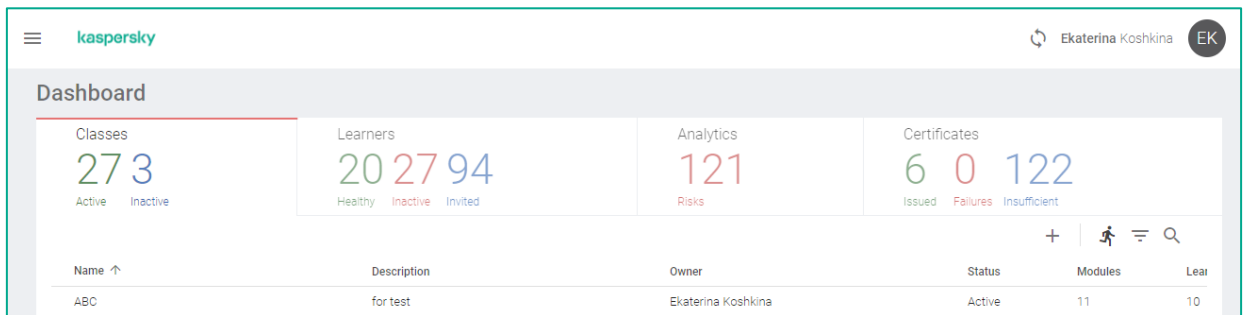 kaspersky
Ekaterina Koshkina EK
Dashboard
Classes Learners Analytics Certificates
27 3 20 27 94 121 6 0 122
Active Inactive Healthy Inactive Invited Risks Issued Failures Insufficient
Name Description Owner Status Modules Lear
ABC for test Ekaterina Koshkina Active 11 10